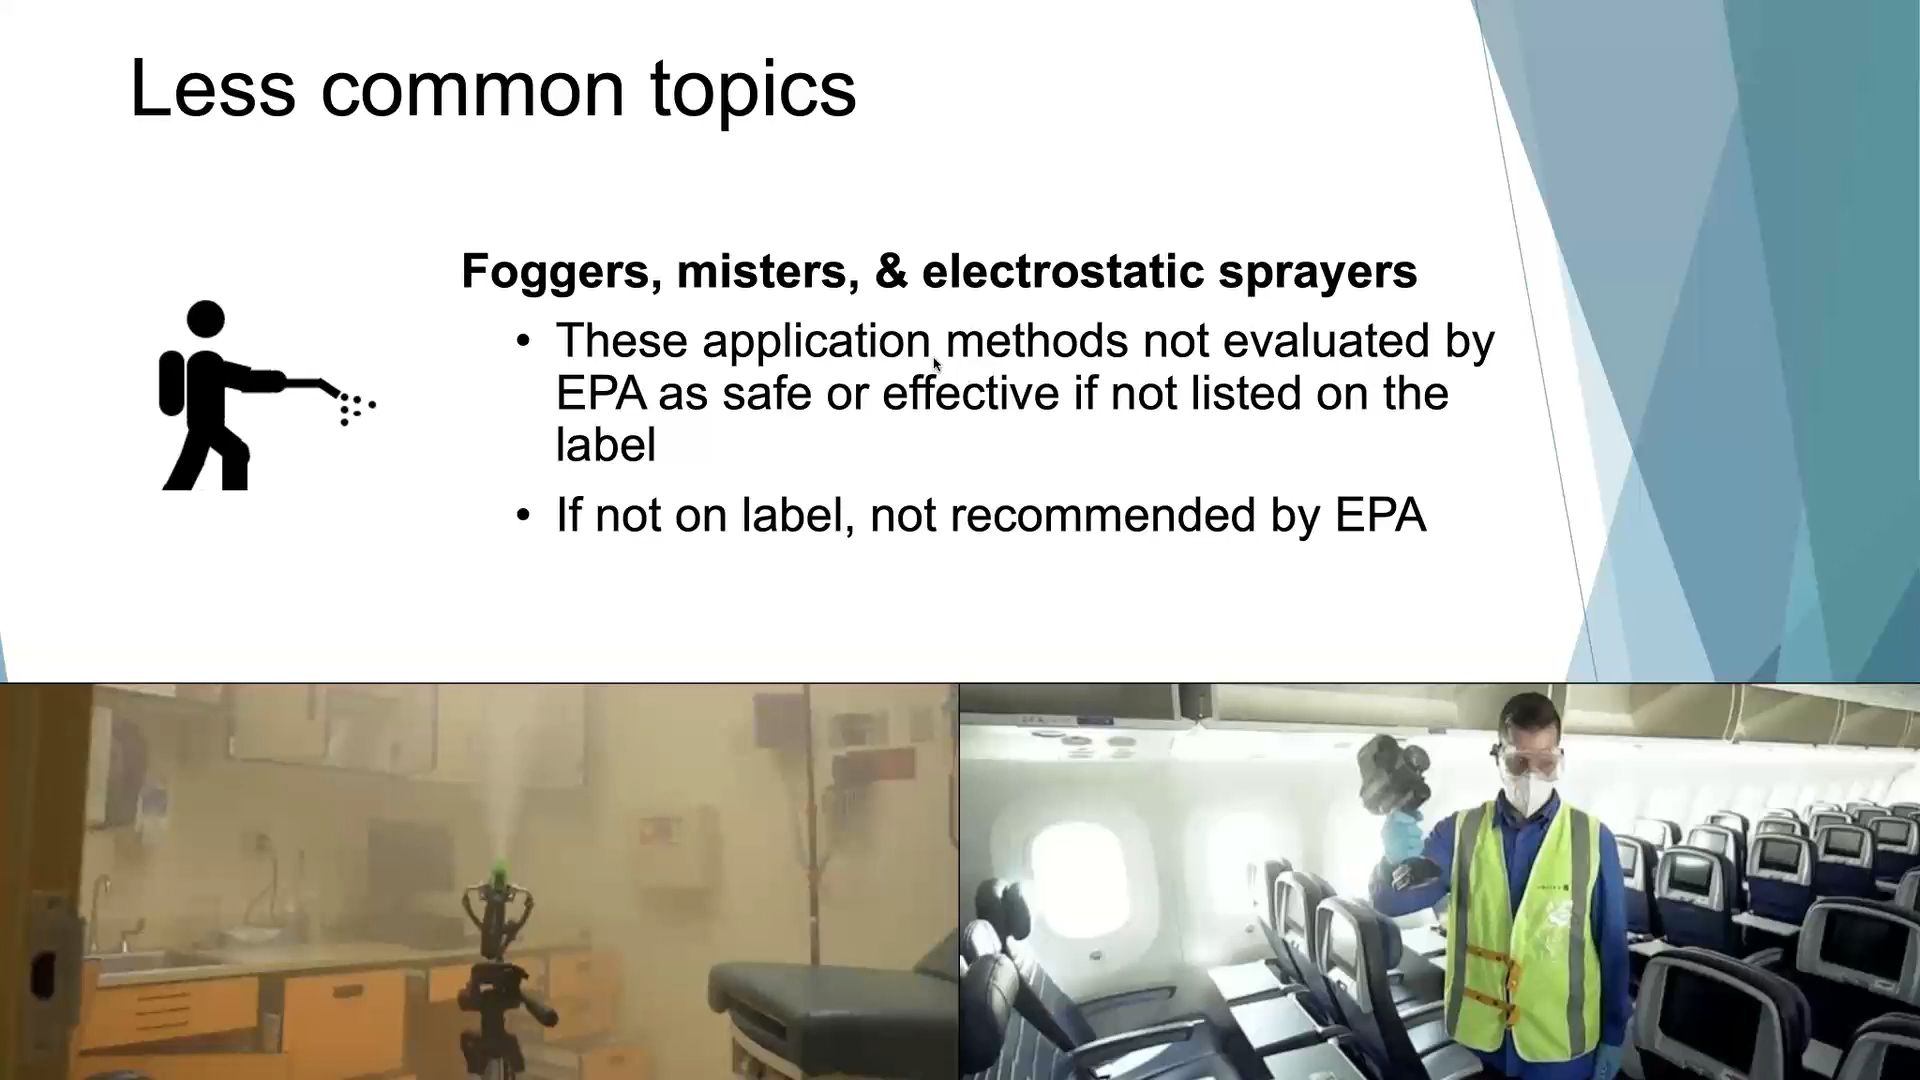 Less common topics
Foggers, misters, & electrostatic sprayers
• These application methods not evaluated by
EPA as safe or effective if not listed on the
label
• If not on label, not recommended by EPA